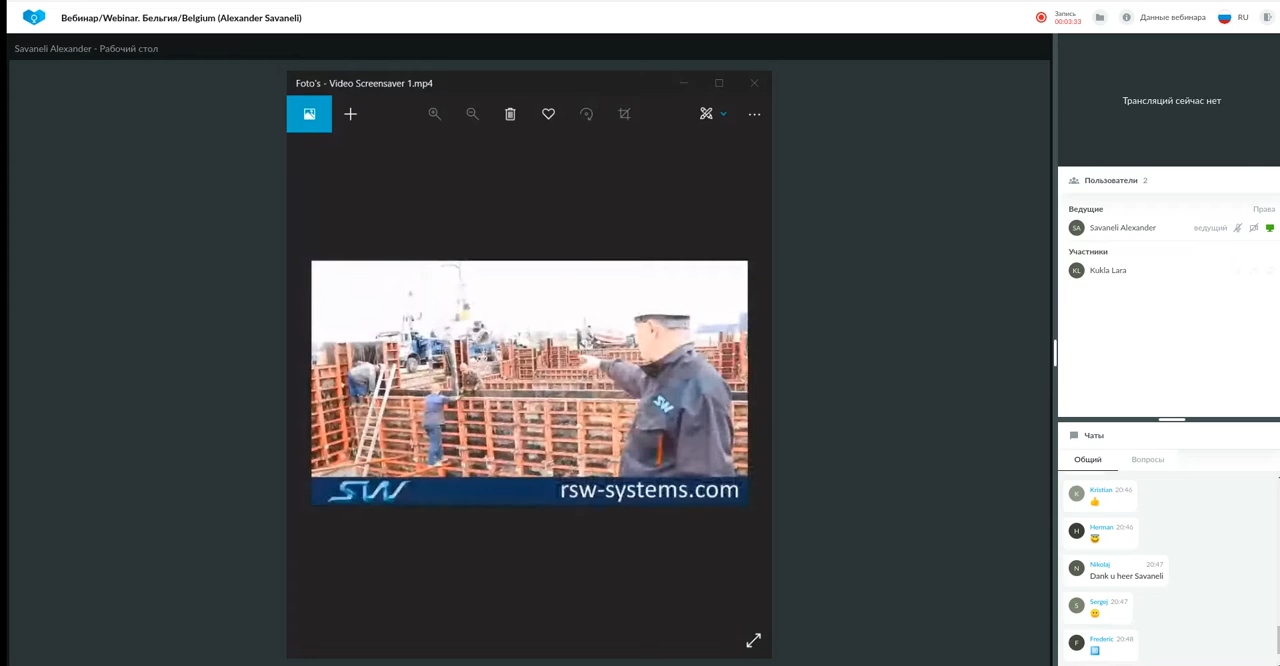 Вебинар/Webinar. Бельгия/Belgium (Alexander Savaneli)
Запись
00:03:33
Данные вебинара
RU
Savaneli Alexander - Рабочий стол
Foto's - Video Screensaver 1.mp4
SW
SW
rsw-systems.com
Трансляций сейчас нет
Пользователи 2
Ведущие Права
SA Savaneli Alexander ведущий
Участники
KL Kukla Lara
Чаты
Общий Вопросы
K Kristian 20:46
H Herman 20:46
N Nikolaj 20:47
Dank u heer Savaneli
S Sergej 20:47
F Frederic 20:48